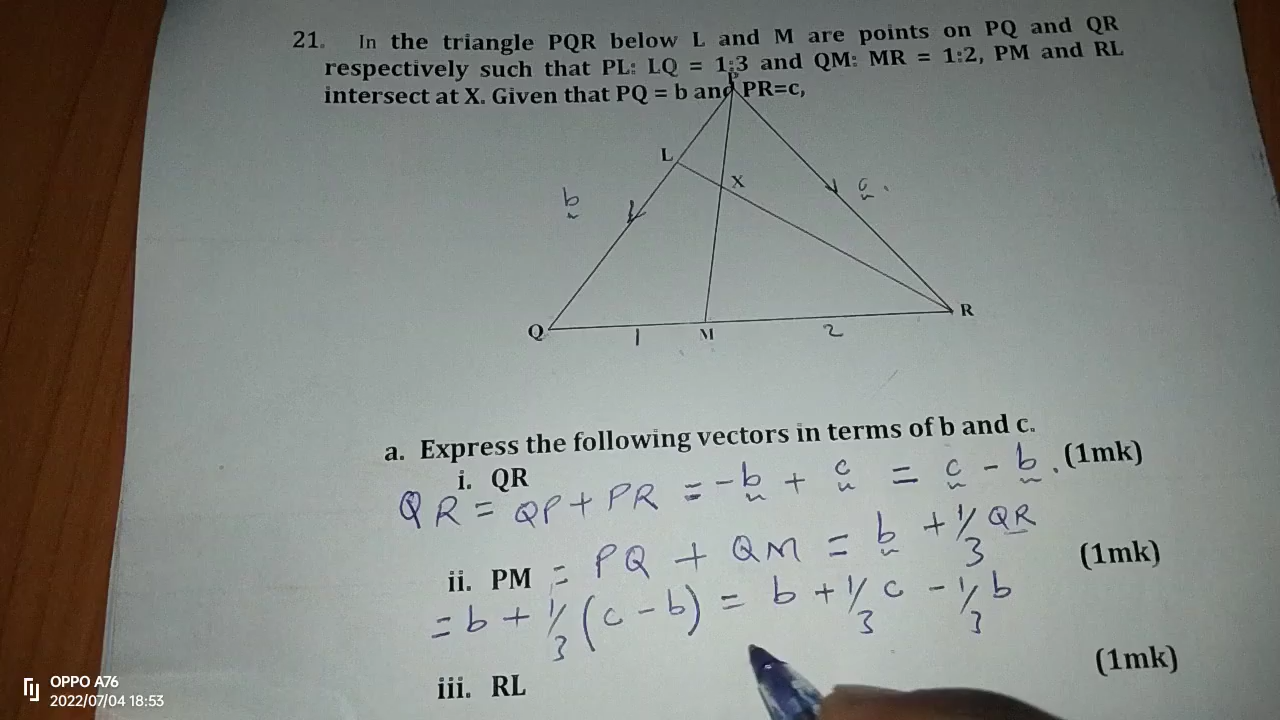 21. In the triangle PQR below L and M are points on PQ and QR
respectively such that PL: LQ = 1:3 and QM: MR = 1:2, PM and RL
intersect at X. Given that PQ = b and PR=c,
P
L
X
b
c
Q
M
R
1
2
a. Express the following vectors in terms of b and c.
i. QR (1mk)
QR = QP + PR = -b + c = c - b.
ii. PM = PQ + QM = b + 1/3 QR (1mk)
= b + 1/3 (c - b) = b + 1/3 c - 1/3 b
iii. RL (1mk)
OPPO A76
2022/07/04 18:53